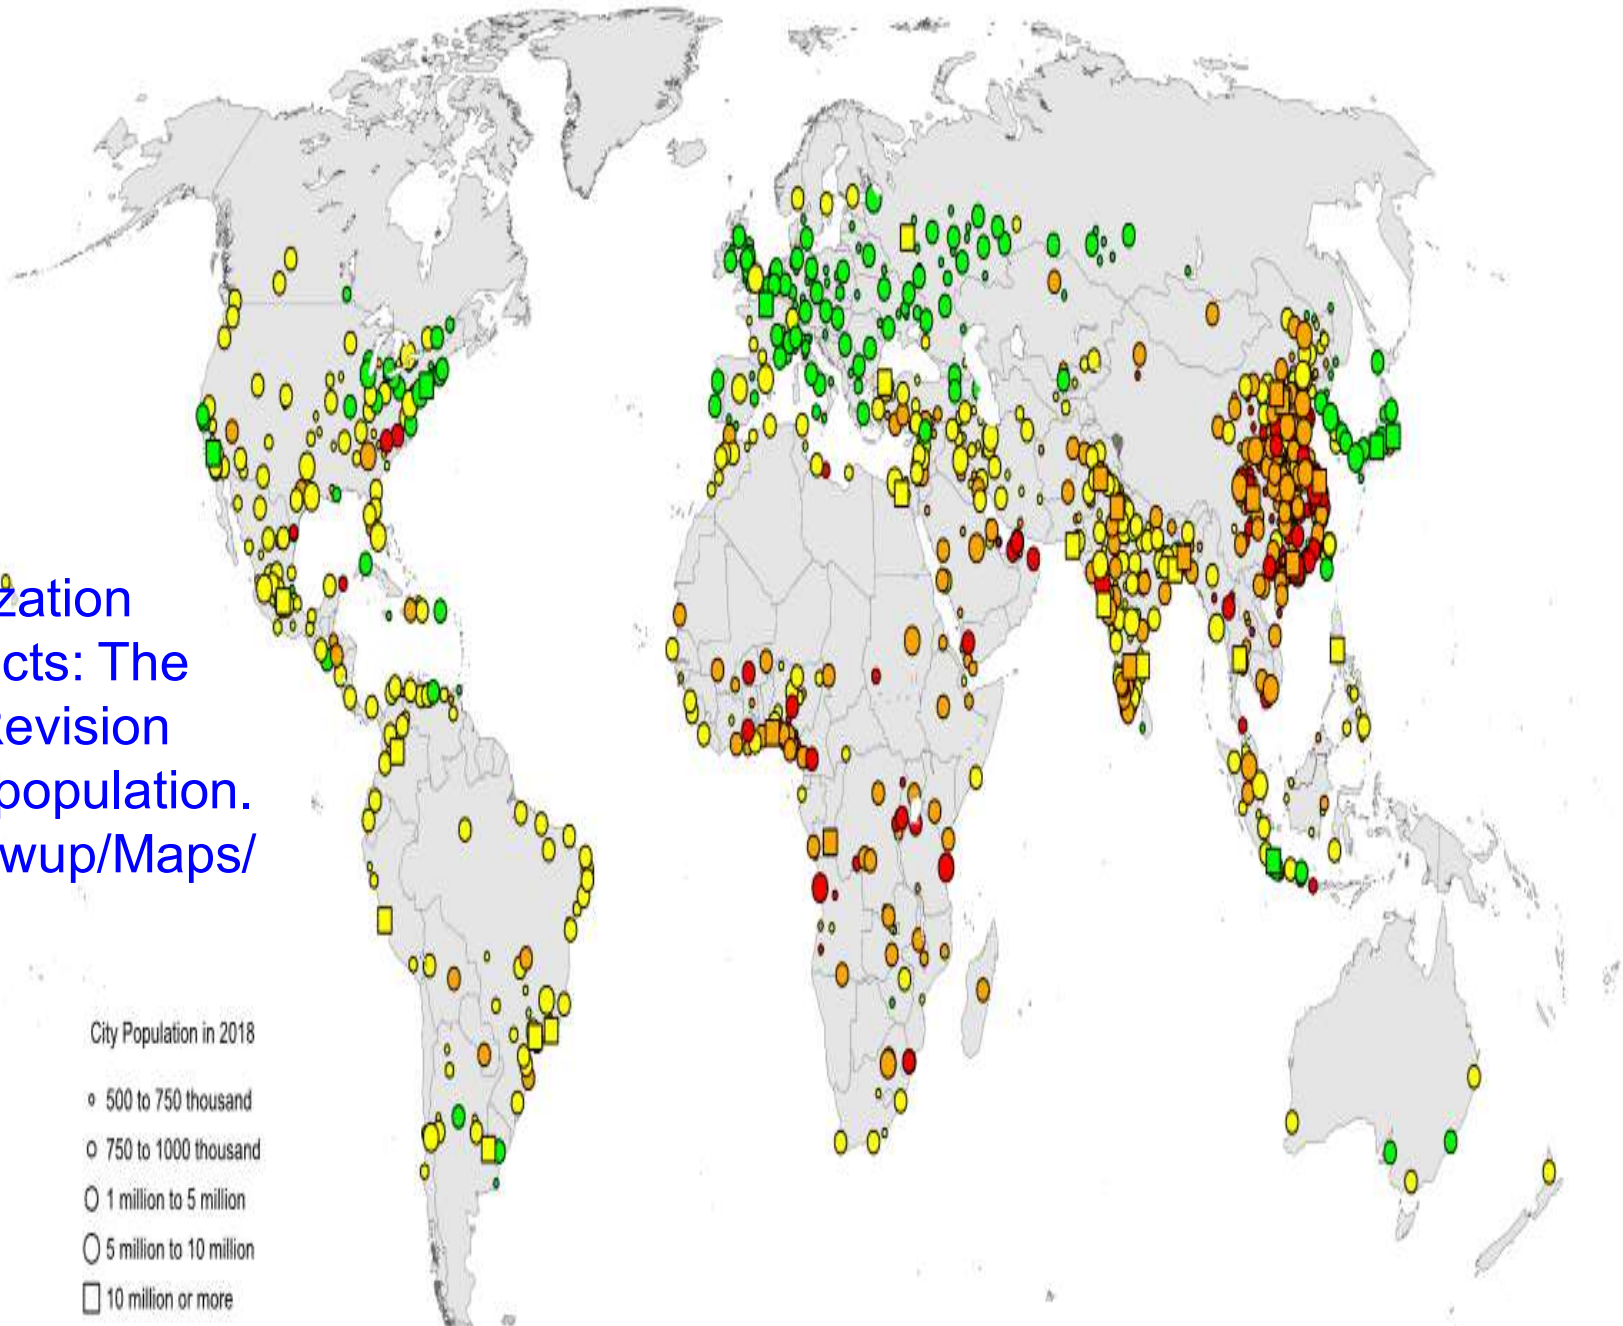 zation
cts: The
Revision
population.
wup/Maps/
City Population in 2018
500 to 750 thousand
750 to 1000 thousand
1 million to 5 million
5 million to 10 million
10 million or more